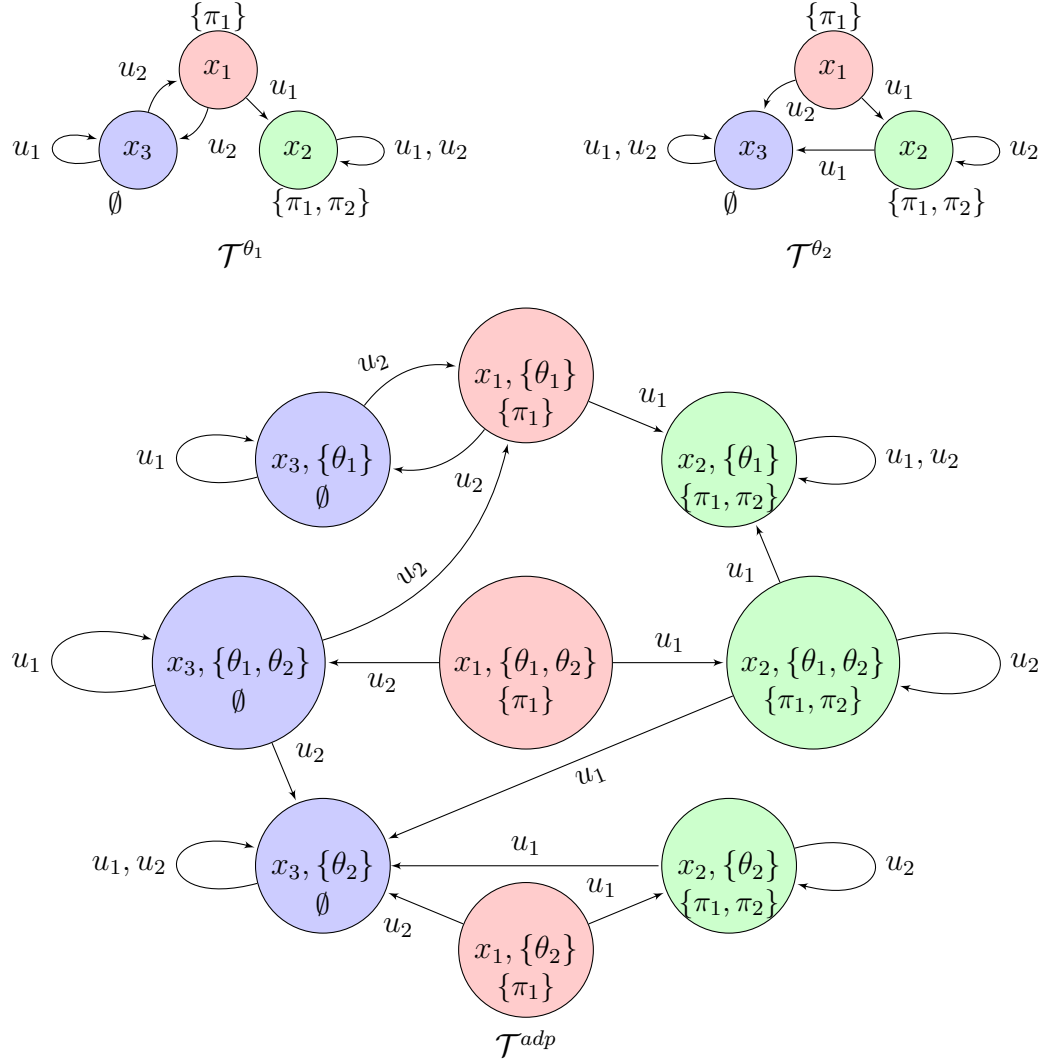 {π₁}
x₁
u₂
u₁
u₁
x₃
u₂
x₂
u₁, u₂
∅
{π₁, π₂}
𝒯^θ₁
{π₁}
x₁
u₁
u₂
u₁, u₂
x₃
u₁
x₂
u₂
∅
{π₁, π₂}
𝒯^θ₂
u₂
x₁, {θ₁}
{π₁}
u₁
u₁
x₃, {θ₁}
∅
u₂
x₂, {θ₁}
{π₁, π₂}
u₁, u₂
u₂
u₁
u₁
x₃, {θ₁, θ₂}
∅
u₂
x₁, {θ₁, θ₂}
{π₁}
u₁
x₂, {θ₁, θ₂}
{π₁, π₂}
u₂
u₂
u₁
u₁, u₂
x₃, {θ₂}
∅
u₁
x₂, {θ₂}
{π₁, π₂}
u₂
u₂
u₁
x₁, {θ₂}
{π₁}
𝒯^adp